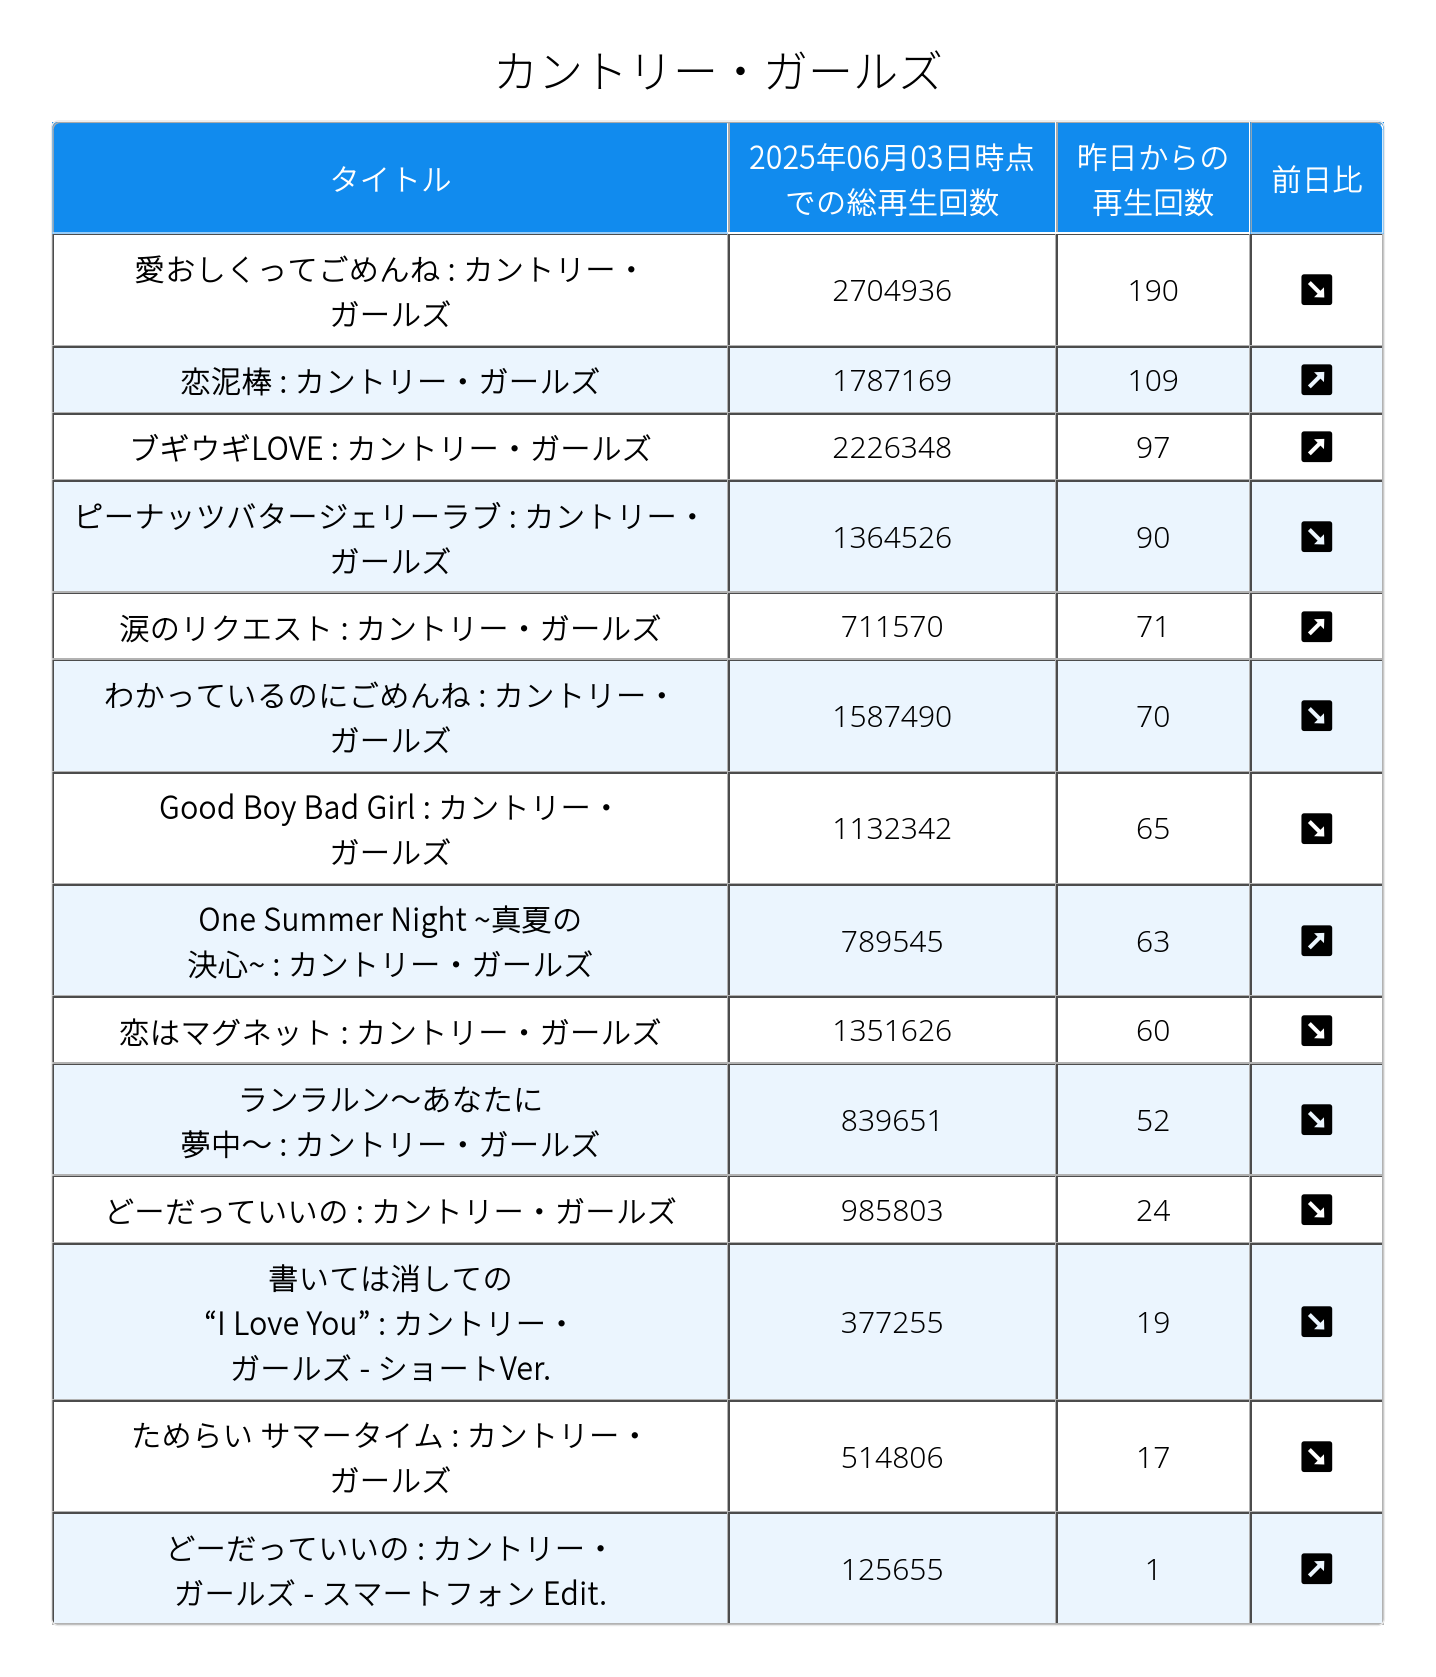 カントリー・ガールズ
タイトル
2025年06月03日時点
での総再生回数
昨日からの
再生回数
前日比
愛おしくってごめんね : カントリー・
ガールズ
2704936
190
恋泥棒 : カントリー・ガールズ
1787169
109
ブギウギLOVE : カントリー・ガールズ
2226348
97
ピーナッツバタージェリーラブ : カントリー・
ガールズ
1364526
90
涙のリクエスト : カントリー・ガールズ
711570
71
わかっているのにごめんね : カントリー・
ガールズ
1587490
70
Good Boy Bad Girl : カントリー・
ガールズ
1132342
65
One Summer Night ~真夏の
決心~ : カントリー・ガールズ
789545
63
恋はマグネット : カントリー・ガールズ
1351626
60
ランラルン〜あなたに
夢中〜 : カントリー・ガールズ
839651
52
どーだっていいの : カントリー・ガールズ
985803
24
書いては消しての
“I Love You” : カントリー・
ガールズ - ショートVer.
377255
19
ためらい サマータイム : カントリー・
ガールズ
514806
17
どーだっていいの : カントリー・
ガールズ - スマートフォン Edit.
125655
1